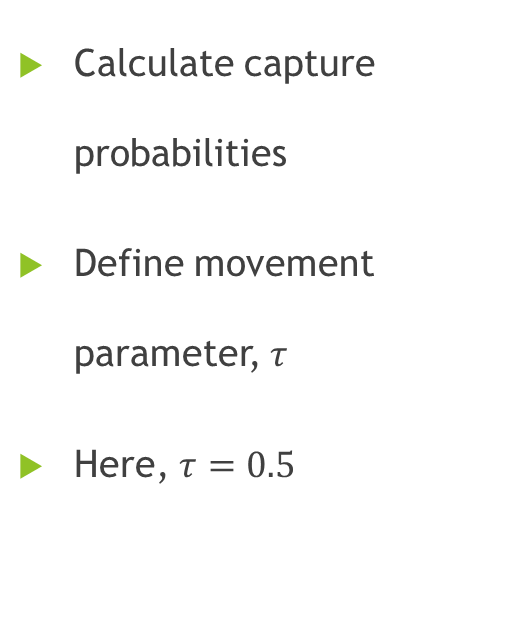 Calculate capture
probabilities
Define movement
parameter, τ
Here, τ = 0.5